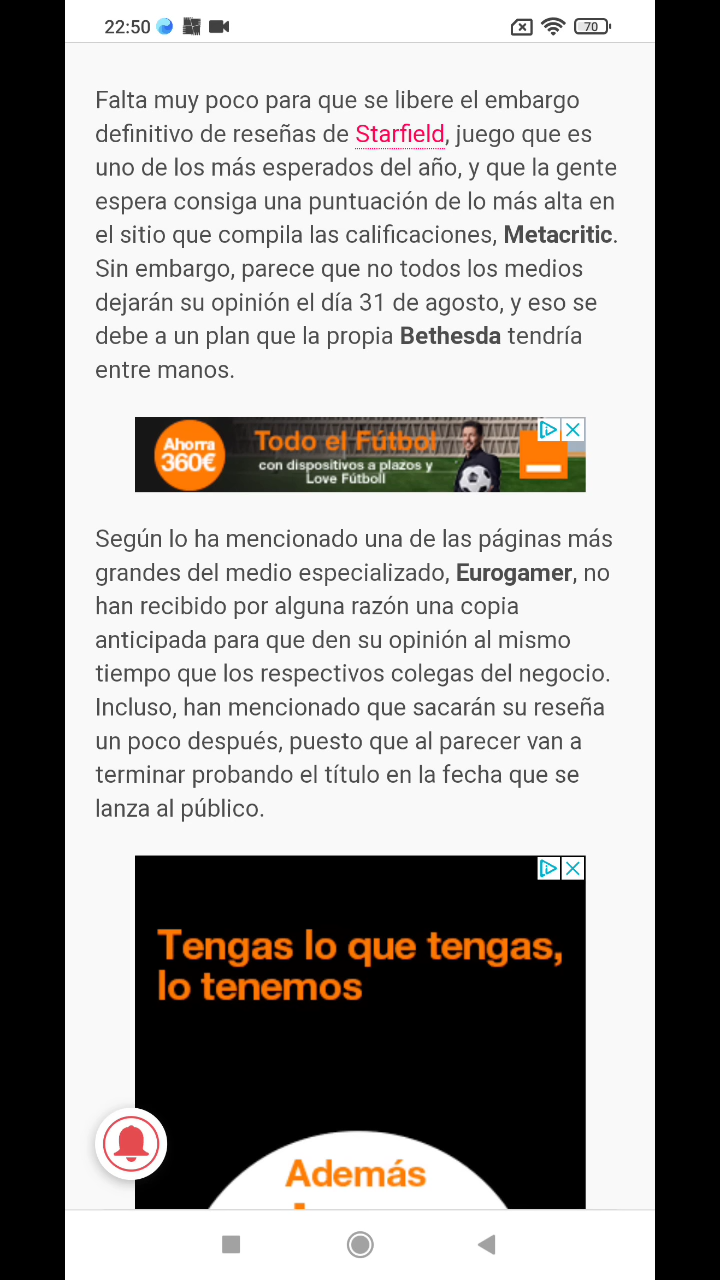 22:50
70
Falta muy poco para que se libere el embargo
definitivo de reseñas de Starfield, juego que es
uno de los más esperados del año, y que la gente
espera consiga una puntuación de lo más alta en
el sitio que compila las calificaciones, Metacritic.
Sin embargo, parece que no todos los medios
dejarán su opinión el día 31 de agosto, y eso se
debe a un plan que la propia Bethesda tendría
entre manos.
Ahorra
360€
Todo el Fútbol
con dispositivos a plazos y
Love Fútbol!
Según lo ha mencionado una de las páginas más
grandes del medio especializado, Eurogamer, no
han recibido por alguna razón una copia
anticipada para que den su opinión al mismo
tiempo que los respectivos colegas del negocio.
Incluso, han mencionado que sacarán su reseña
un poco después, puesto que al parecer van a
terminar probando el título en la fecha que se
lanza al público.
Tengas lo que tengas,
lo tenemos
Además